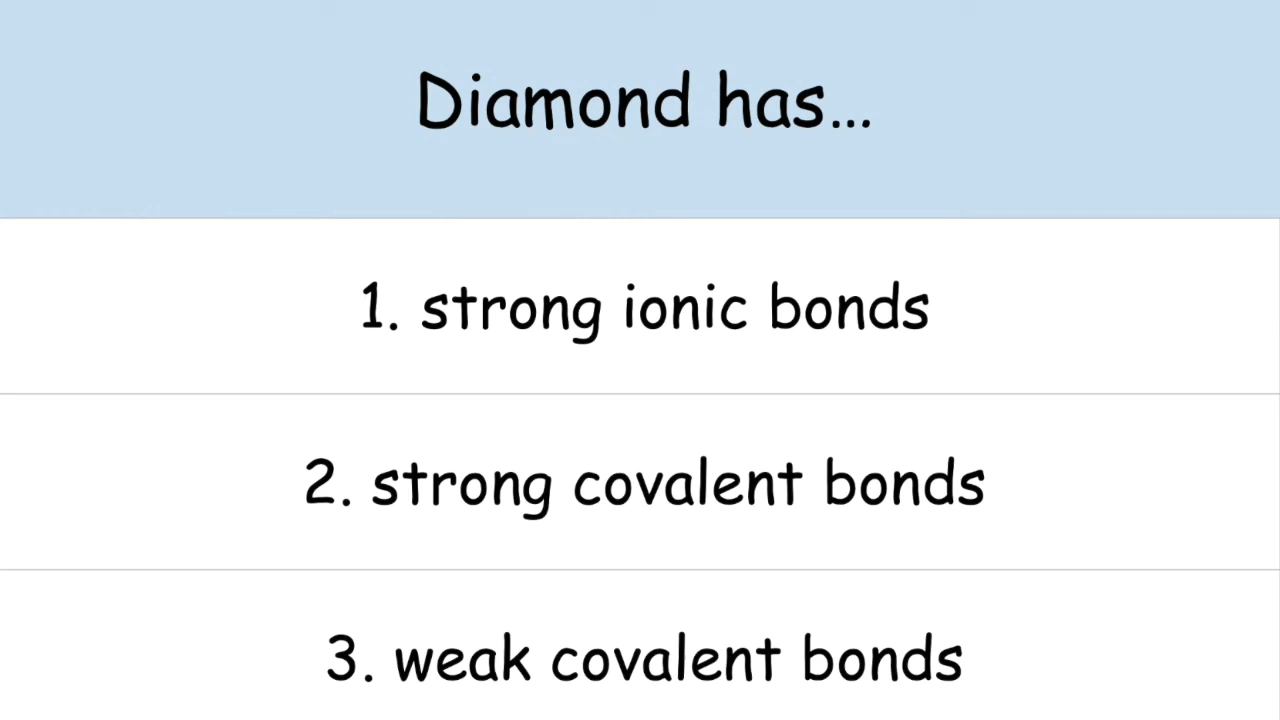 Diamond has...
1. strong ionic bonds
2. strong covalent bonds
3. weak covalent bonds